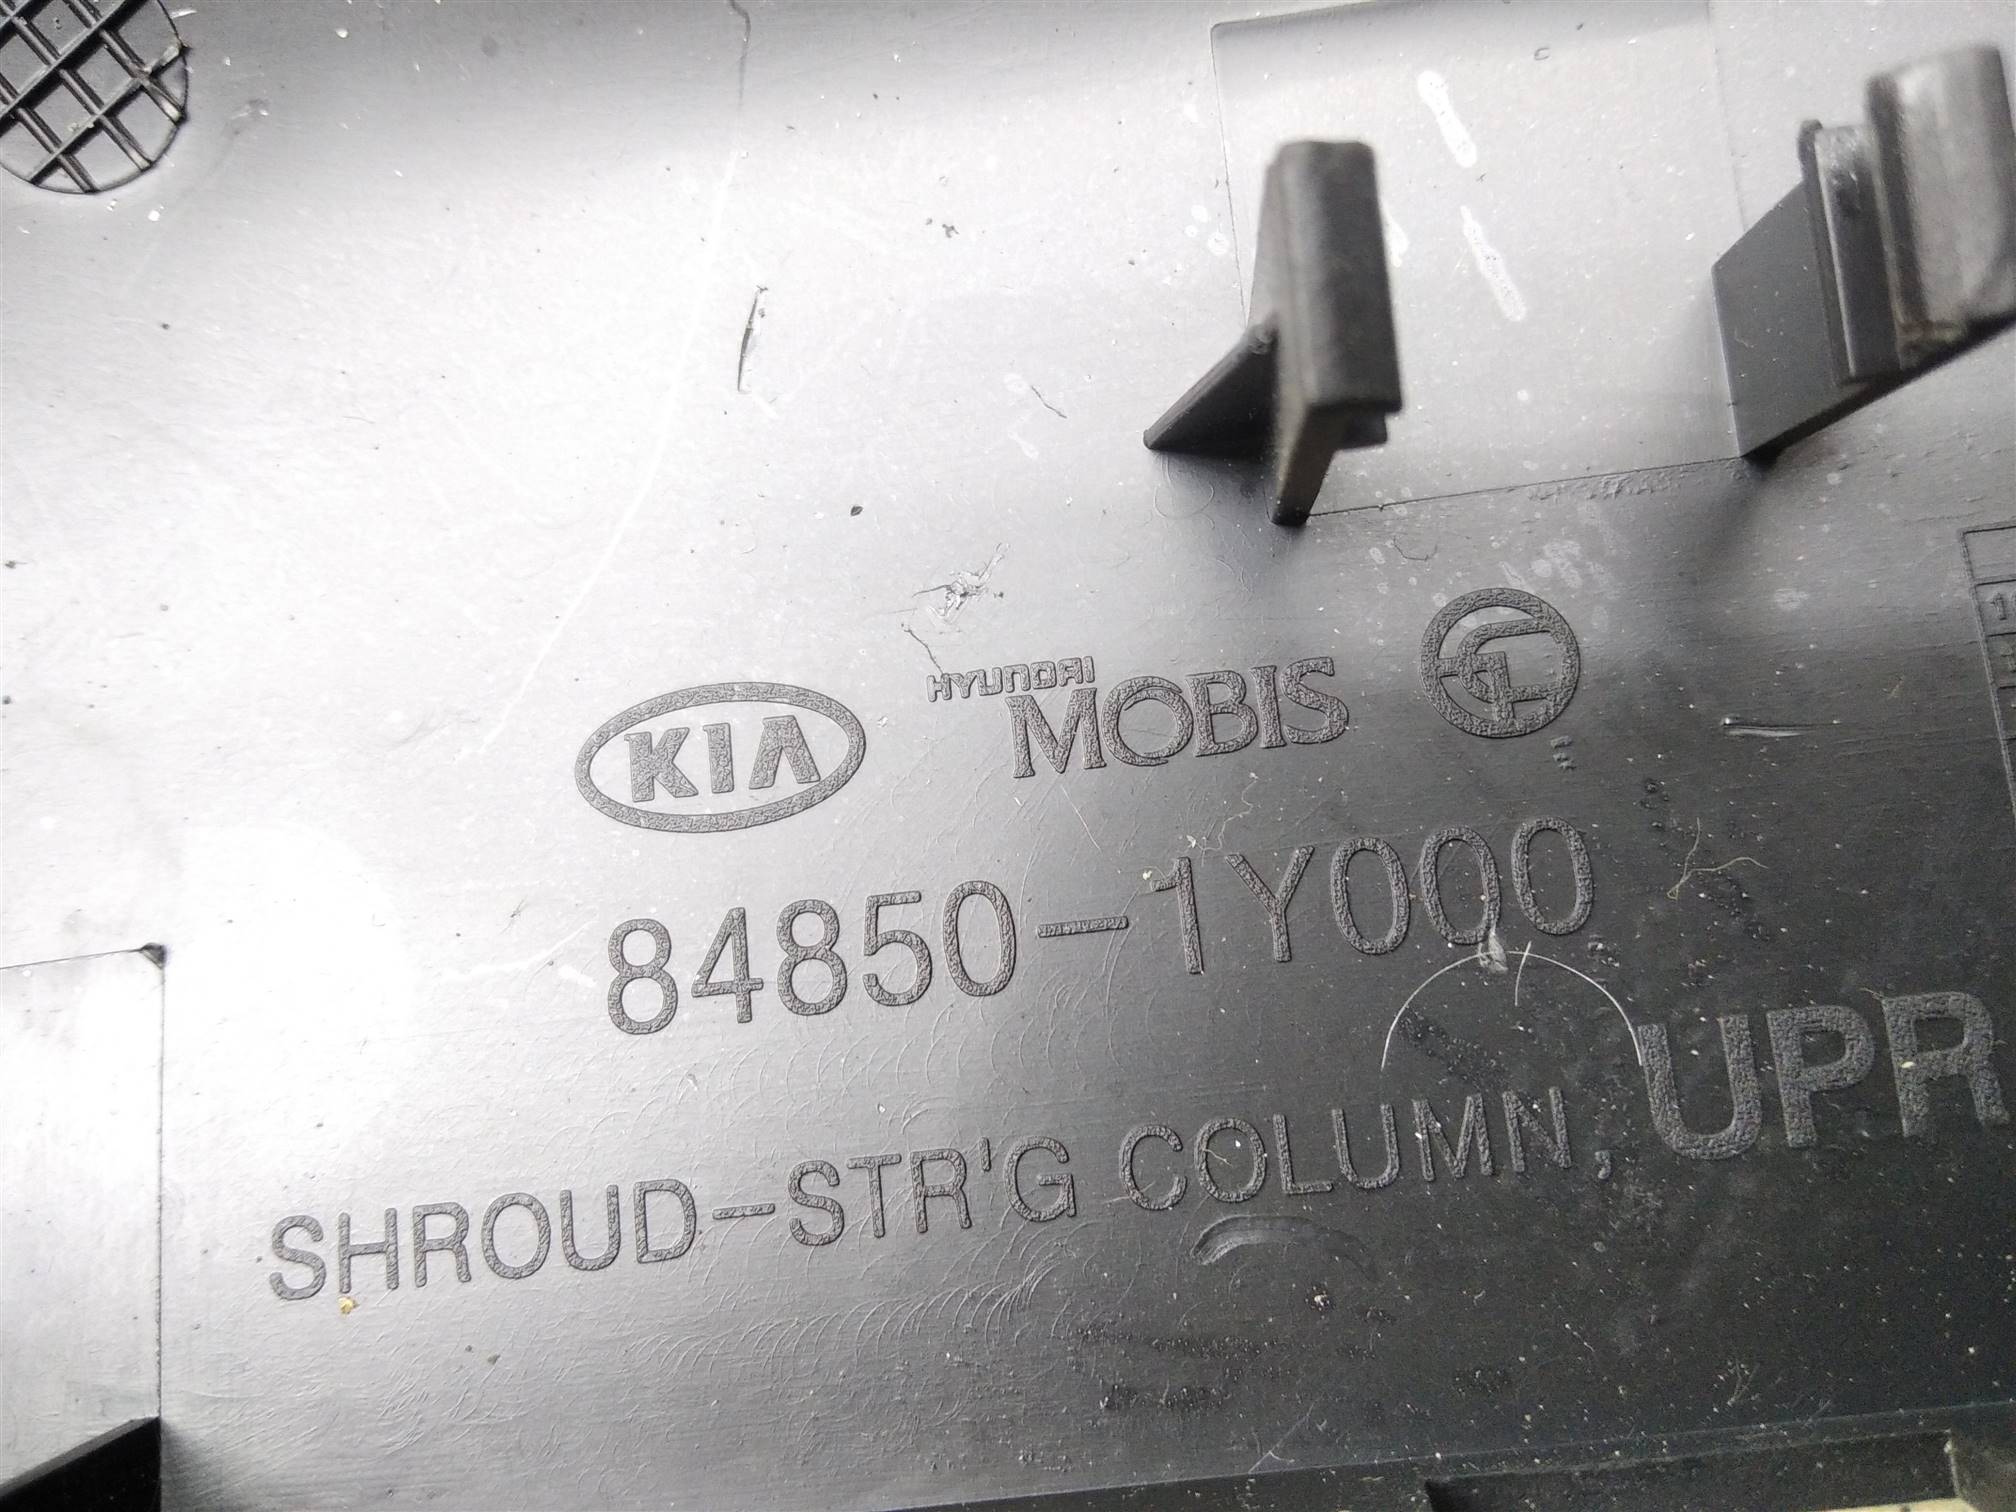 KIA
HYUNDAI
MOBIS
84850-1Y000
SHROUD-STR'G COLUMN, UPR